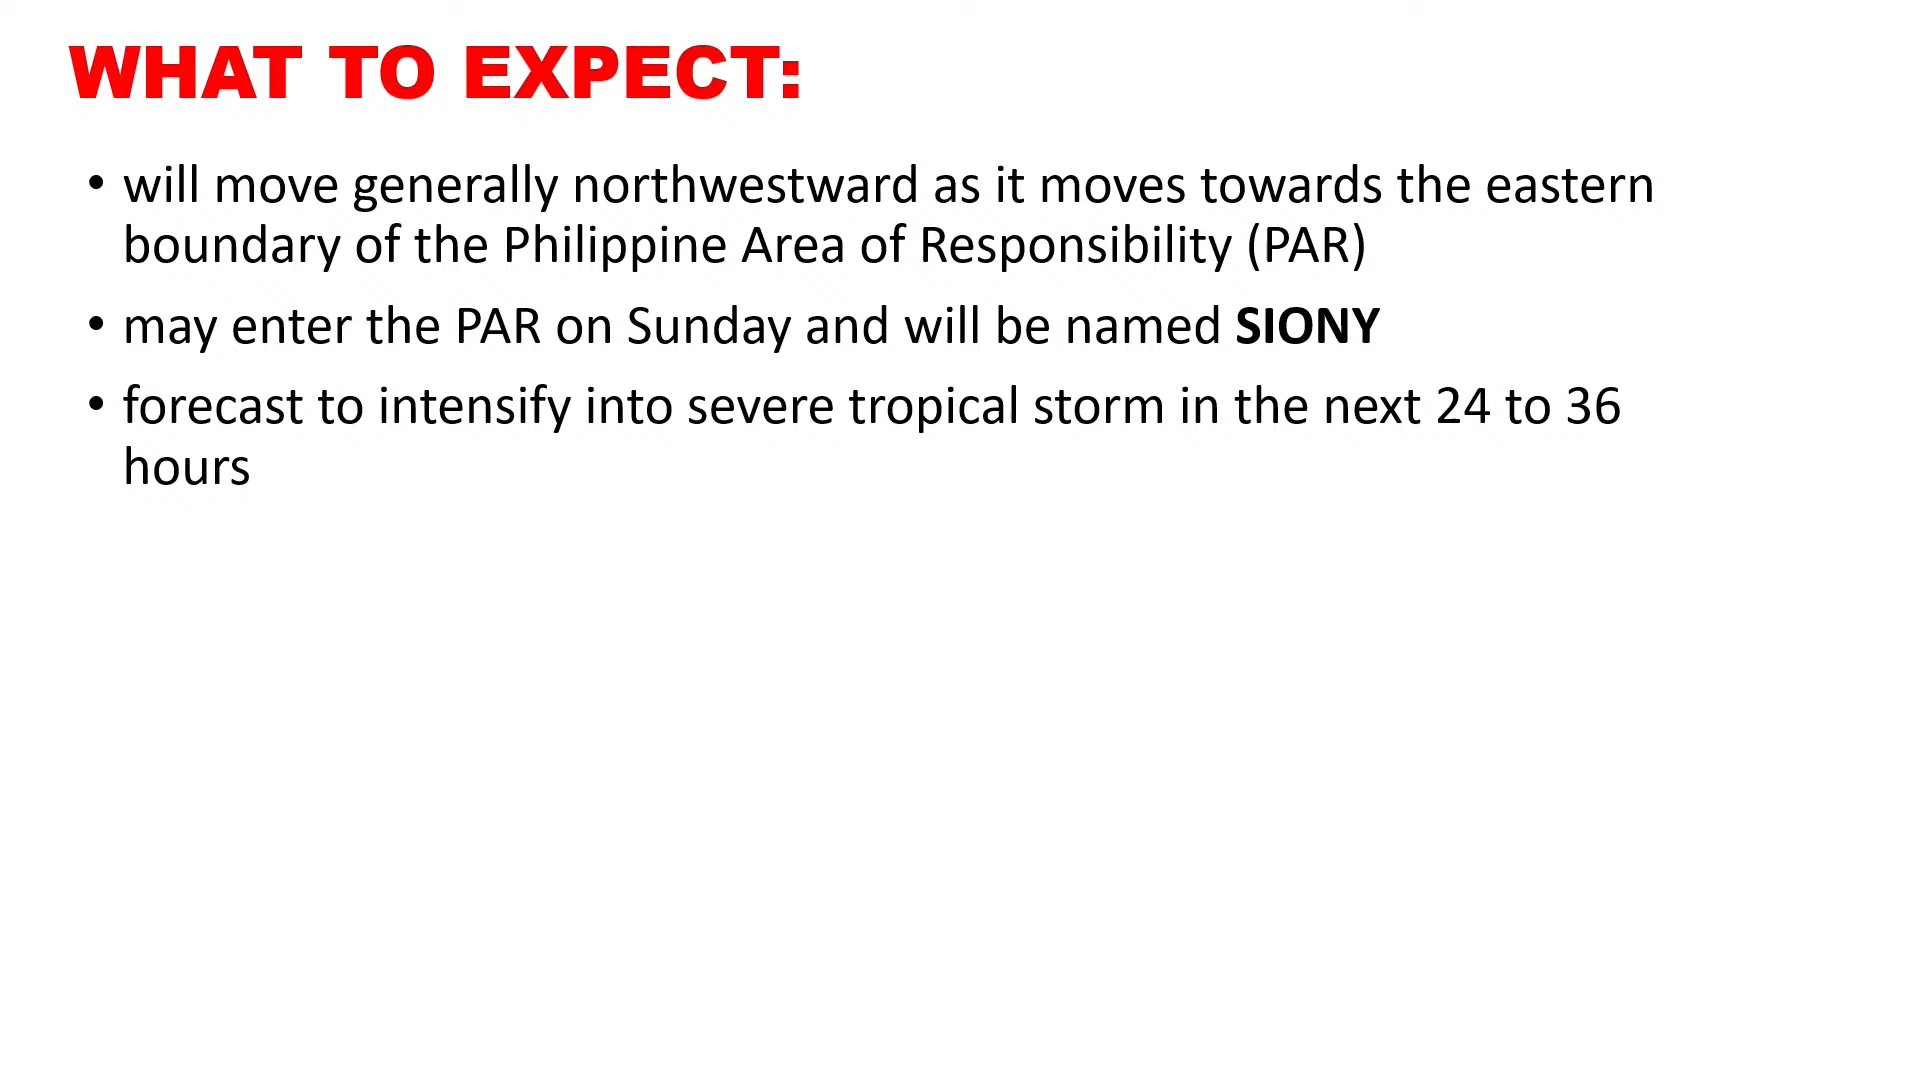 WHAT TO EXPECT:
• will move generally northwestward as it moves towards the eastern
boundary of the Philippine Area of Responsibility (PAR)
• may enter the PAR on Sunday and will be named SIONY
• forecast to intensify into severe tropical storm in the next 24 to 36
hours